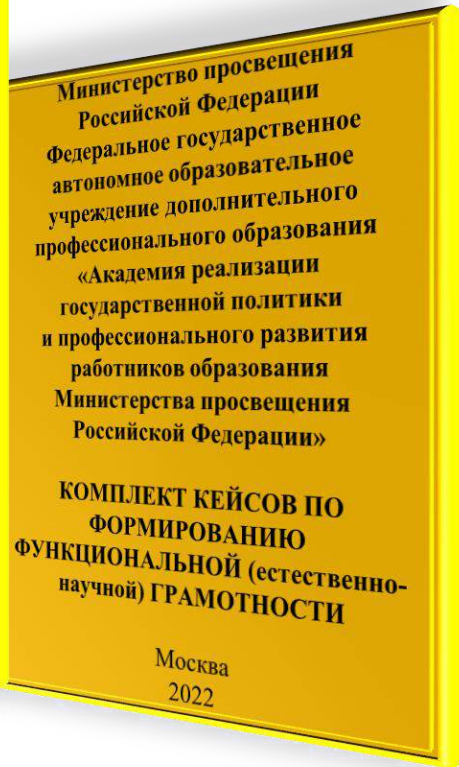 Министерство просвещения
Российской Федерации
Федеральное государственное
автономное образовательное
учреждение дополнительного
профессионального образования
«Академия реализации
государственной политики
и профессионального развития
работников образования
Министерства просвещения
Российской Федерации»
КОМПЛЕКТ КЕЙСОВ ПО
ФОРМИРОВАНИЮ
ФУНКЦИОНАЛЬНОЙ (естественно-
научной) ГРАМОТНОСТИ
Москва
2022